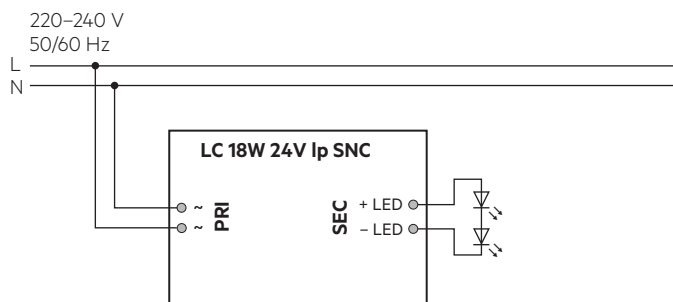 220–240 V
50/60 Hz
L
N
LC 18W 24V lp SNC
~
~
PRI
SEC
+ LED
– LED